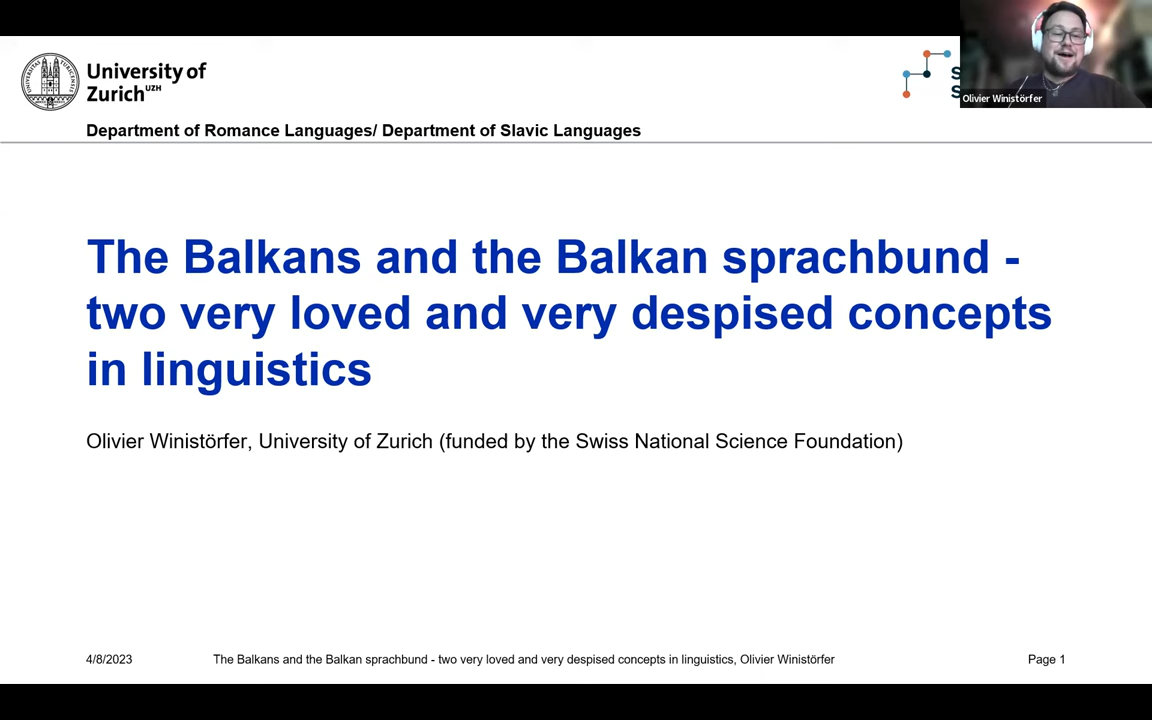 University of
Zurich UZH
S
S
Olivier Winistörfer
Department of Romance Languages/ Department of Slavic Languages
The Balkans and the Balkan sprachbund -
two very loved and very despised concepts
in linguistics
Olivier Winistörfer, University of Zurich (funded by the Swiss National Science Foundation)
4/8/2023
The Balkans and the Balkan sprachbund - two very loved and very despised concepts in linguistics, Olivier Winistörfer
Page 1